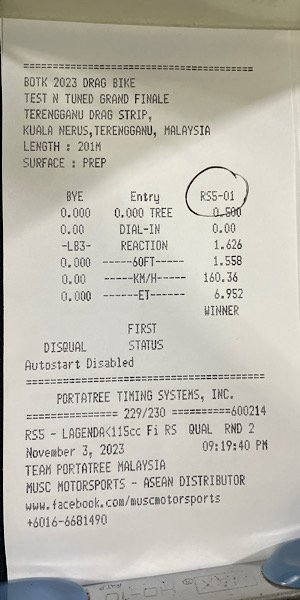 ==========================================
BOTK 2023 DRAG BIKE
TEST N TUNED GRAND FINALE
TERENGGANU DRAG STRIP,
KUALA NERUS,TERENGGANU, MALAYSIA
LENGTH : 201M
SURFACE : PREP
BYE Entry RS5-01
0.000 0.000 TREE 0.500
0.00 DIAL-IN 0.00
-LB3- REACTION 1.626
0.000 ------60FT----- 1.558
0.000 ------KM/H------ 160.36
0.000 -------ET------- 6.952
WINNER
FIRST
DISQUAL STATUS
Autostart Disabled
==========================================
PORTATREE TIMING SYSTEMS, INC.
================ 229/230 ==========600214
RS5 - LAGENDA<115cc Fi RS QUAL RND 2
November 3, 2023 09:19:40 PM
TEAM PORTATREE MALAYSIA
MUSC MOTORSPORTS - ASEAN DISTRIBUTOR
www.facebook.com/muscmotorsports
+6016-6681490